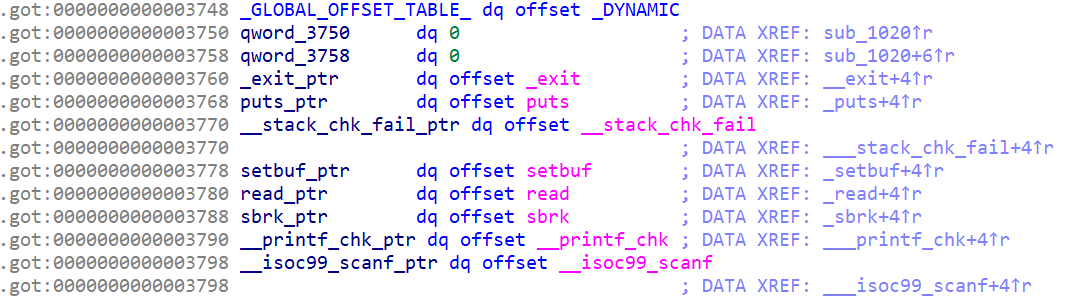 .got:0000000000003748 _GLOBAL_OFFSET_TABLE_ dq offset _DYNAMIC
.got:0000000000003750 qword_3750 dq 0 ; DATA XREF: sub_1020↑r
.got:0000000000003758 qword_3758 dq 0 ; DATA XREF: sub_1020+6↑r
.got:0000000000003760 _exit_ptr dq offset _exit ; DATA XREF: __exit+4↑r
.got:0000000000003768 puts_ptr dq offset puts ; DATA XREF: _puts+4↑r
.got:0000000000003770 __stack_chk_fail_ptr dq offset __stack_chk_fail
.got:0000000000003770 ; DATA XREF: ___stack_chk_fail+4↑r
.got:0000000000003778 setbuf_ptr dq offset setbuf ; DATA XREF: _setbuf+4↑r
.got:0000000000003780 read_ptr dq offset read ; DATA XREF: _read+4↑r
.got:0000000000003788 sbrk_ptr dq offset sbrk ; DATA XREF: _sbrk+4↑r
.got:0000000000003790 __printf_chk_ptr dq offset __printf_chk ; DATA XREF: ___printf_chk+4↑r
.got:0000000000003798 __isoc99_scanf_ptr dq offset __isoc99_scanf
.got:0000000000003798 ; DATA XREF: ___isoc99_scanf+4↑r